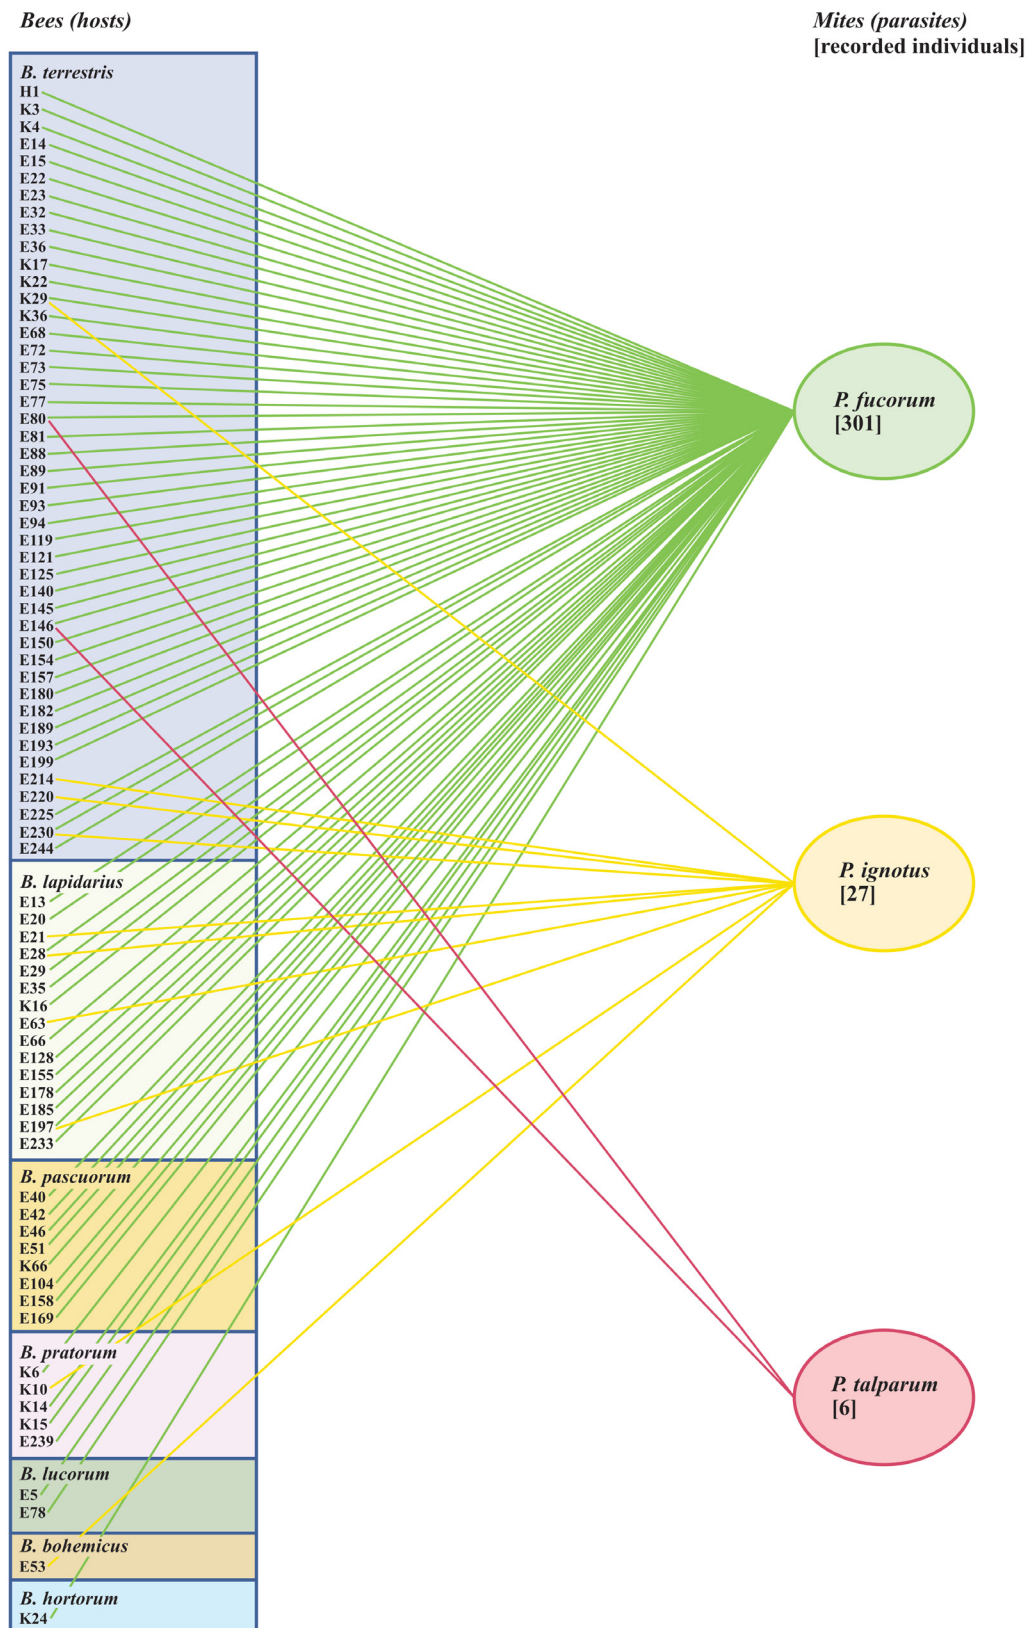 Bees (hosts)
Mites (parasites)
[recorded individuals]
B. terrestris
H1
K3
K4
E14
E15
E22
E23
E32
E33
E36
K17
K22
K29
K36
E68
E72
E73
E75
E77
E80
E81
E88
E89
E91
E93
E94
E119
E121
E125
E140
E145
E146
E150
E154
E157
E180
E182
E189
E193
E199
E214
E220
E225
E230
E244
B. lapidarius
E13
E20
E21
E28
E29
E35
K16
E63
E66
E128
E155
E178
E185
E197
E233
B. pascuorum
E40
E42
E46
E51
K66
E104
E158
E169
B. pratorum
K6
K10
K14
K15
E239
B. lucorum
E5
E78
B. bohemicus
E53
B. hortorum
K24
P. fucorum
[301]
P. ignotus
[27]
P. talparum
[6]